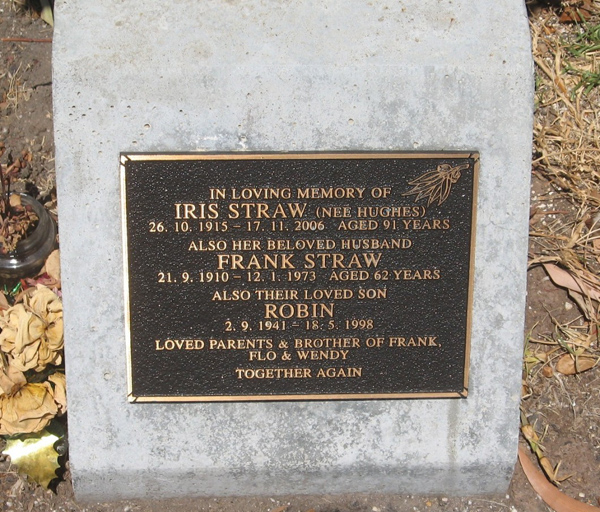 IN LOVING MEMORY OF
IRIS STRAW (NEE HUGHES)
26. 10. 1915 - 17. 11. 2006 AGED 91 YEARS
ALSO HER BELOVED HUSBAND
FRANK STRAW
21. 9. 1910 - 12. 1. 1973 AGED 62 YEARS
ALSO THEIR LOVED SON
ROBIN
2. 9. 1941 - 18. 5. 1998
LOVED PARENTS & BROTHER OF FRANK,
FLO & WENDY
TOGETHER AGAIN